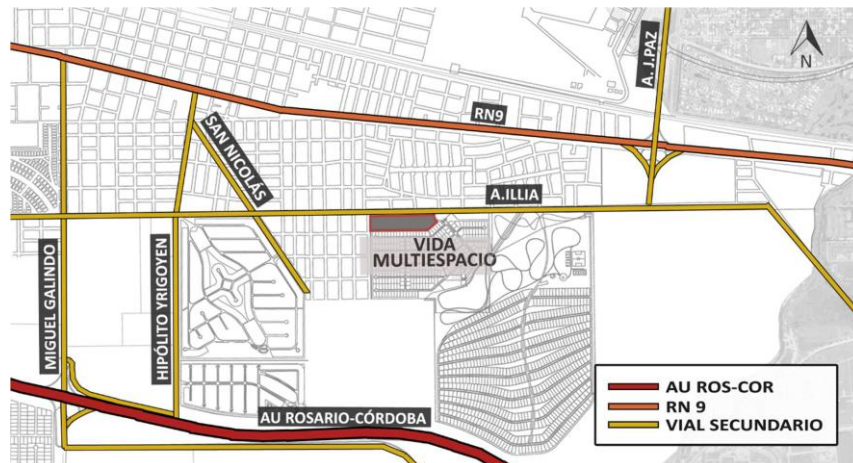 A. J.PAZ
N
RN9
SAN NICOLÁS
A.ILLIA
VIDA
MULTIESPACIO
MIGUEL GALINDO
HIPÓLITO YRIGOYEN
AU ROSARIO-CÓRDOBA
AU ROS-COR
RN 9
VIAL SECUNDARIO